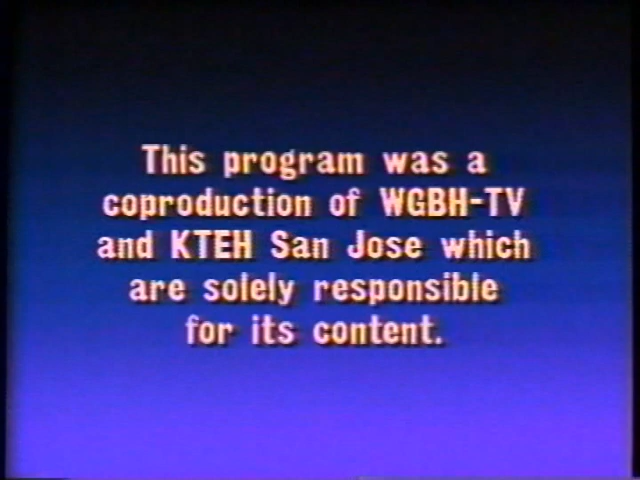 This program was a
coproduction of WGBH-TV
and KTEH San Jose which
are solely responsible
for its content.